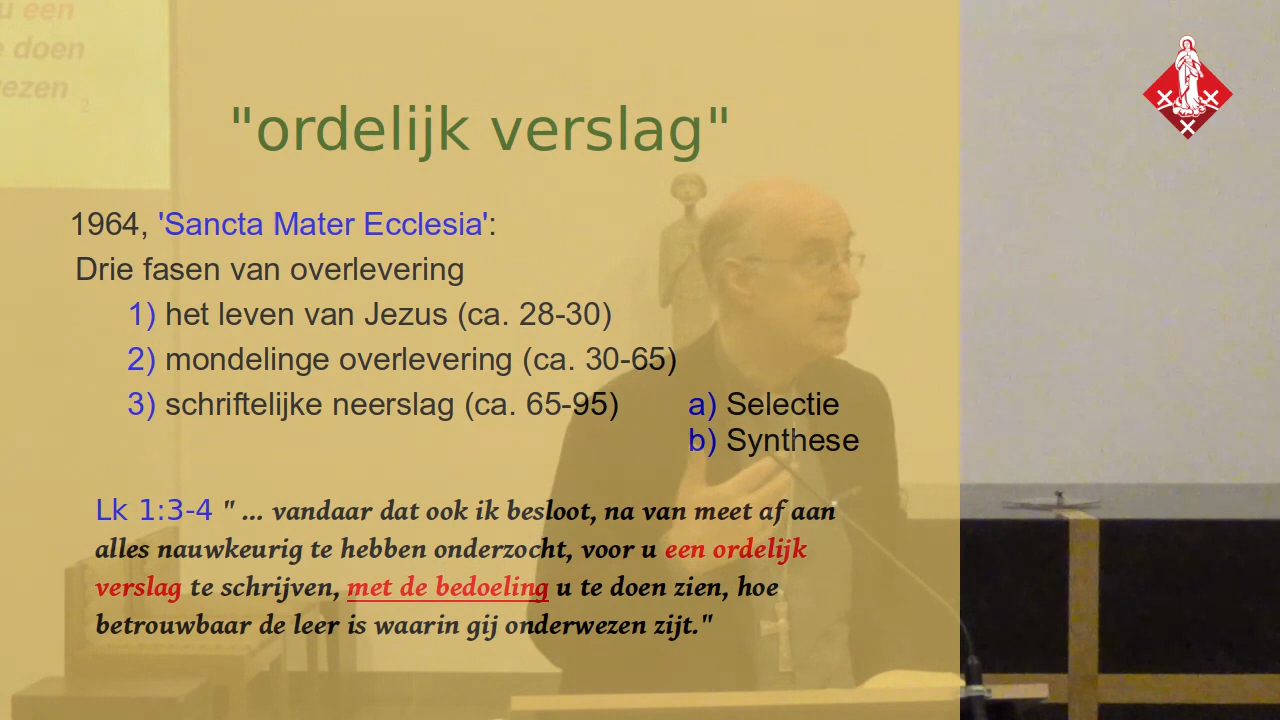 u een
doen
2
"ordelijk verslag"
1964, 'Sancta Mater Ecclesia':
Drie fasen van overlevering
1) het leven van Jezus (ca. 28-30)
2) mondelinge overlevering (ca. 30-65)
3) schriftelijke neerslag (ca. 65-95) a) Selectie
b) Synthese
Lk 1:3-4 " ... vandaar dat ook ik besloot, na van meet af aan
alles nauwkeurig te hebben onderzocht, voor u een ordelijk
verslag te schrijven, met de bedoeling u te doen zien, hoe
betrouwbaar de leer is waarin gij onderwezen zijt."